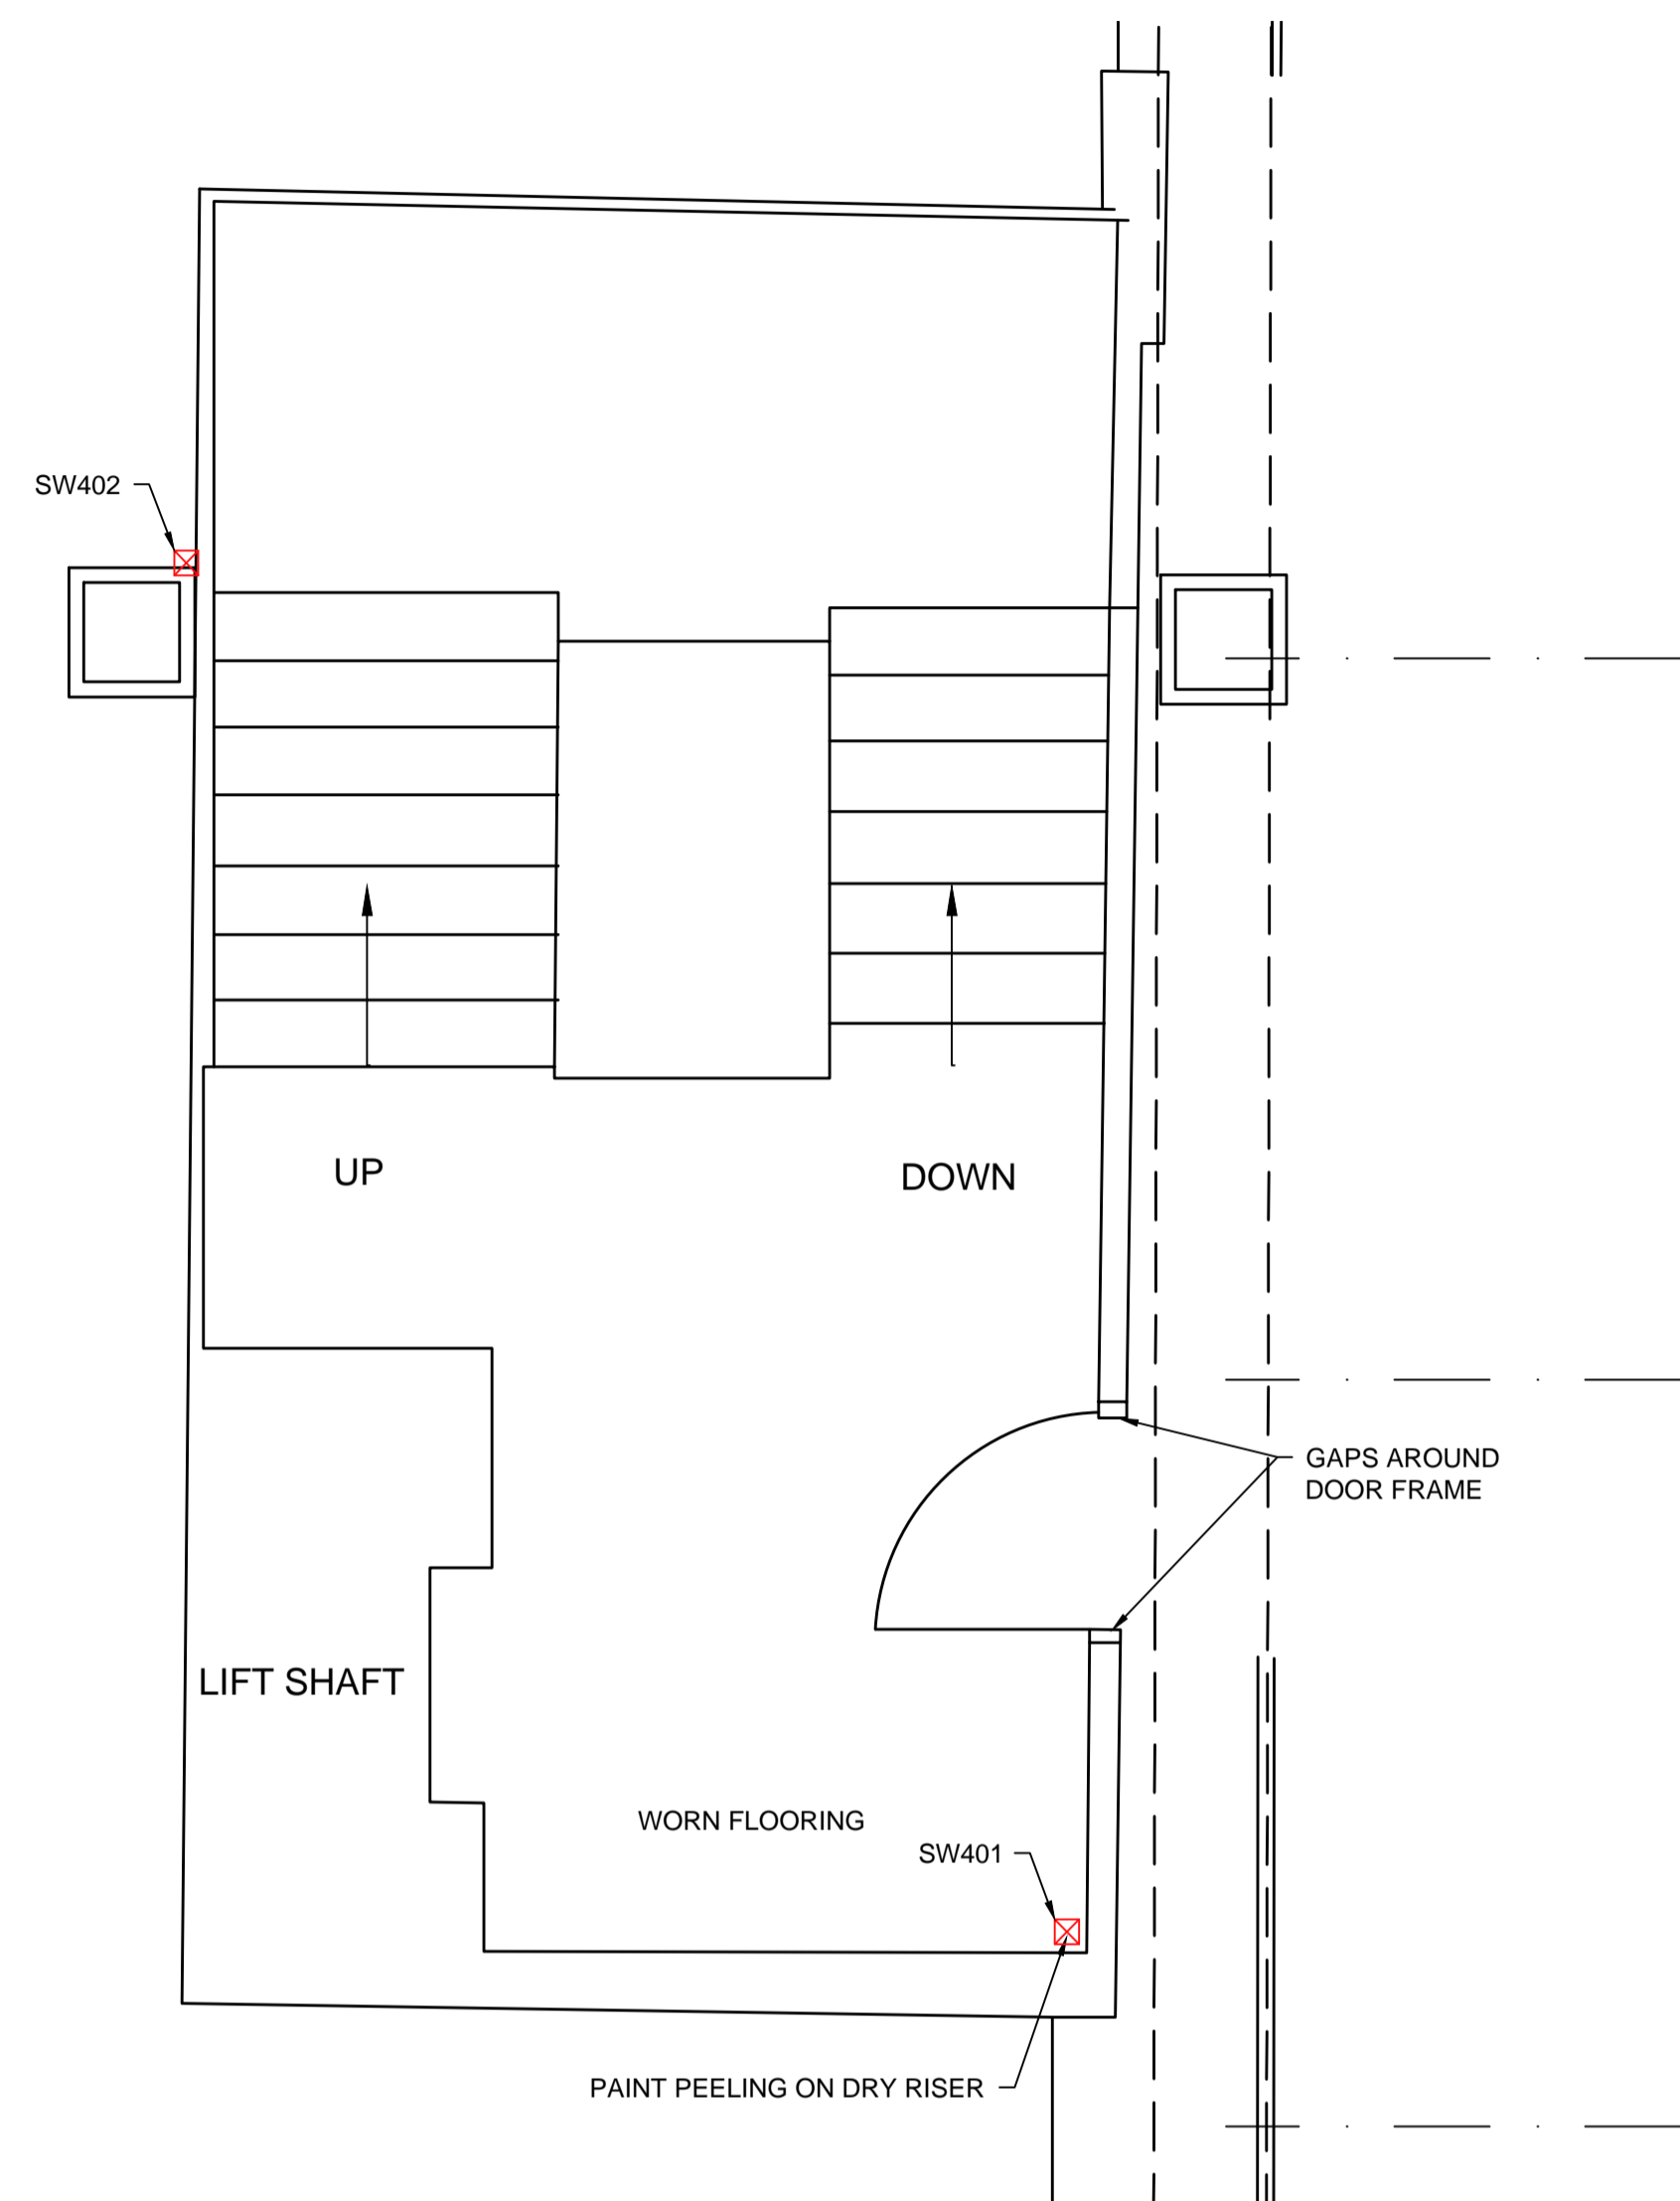 SW402
UP
DOWN
GAPS AROUND
DOOR FRAME
LIFT SHAFT
WORN FLOORING
SW401
PAINT PEELING ON DRY RISER